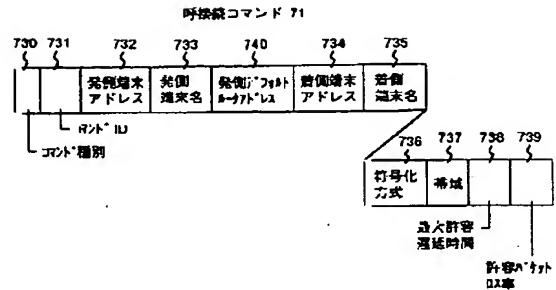 呼接続コマンド 71
730 731 732 733 740 734 735
発側端末アドレス
発側端末名
発側デフォルトルータアドレス
着側端末アドレス
着側端末名
コマンド ID
コマンド種別
736 737 738 739
符号化方式
帯域
最大許容遅延時間
許容パケットロス率